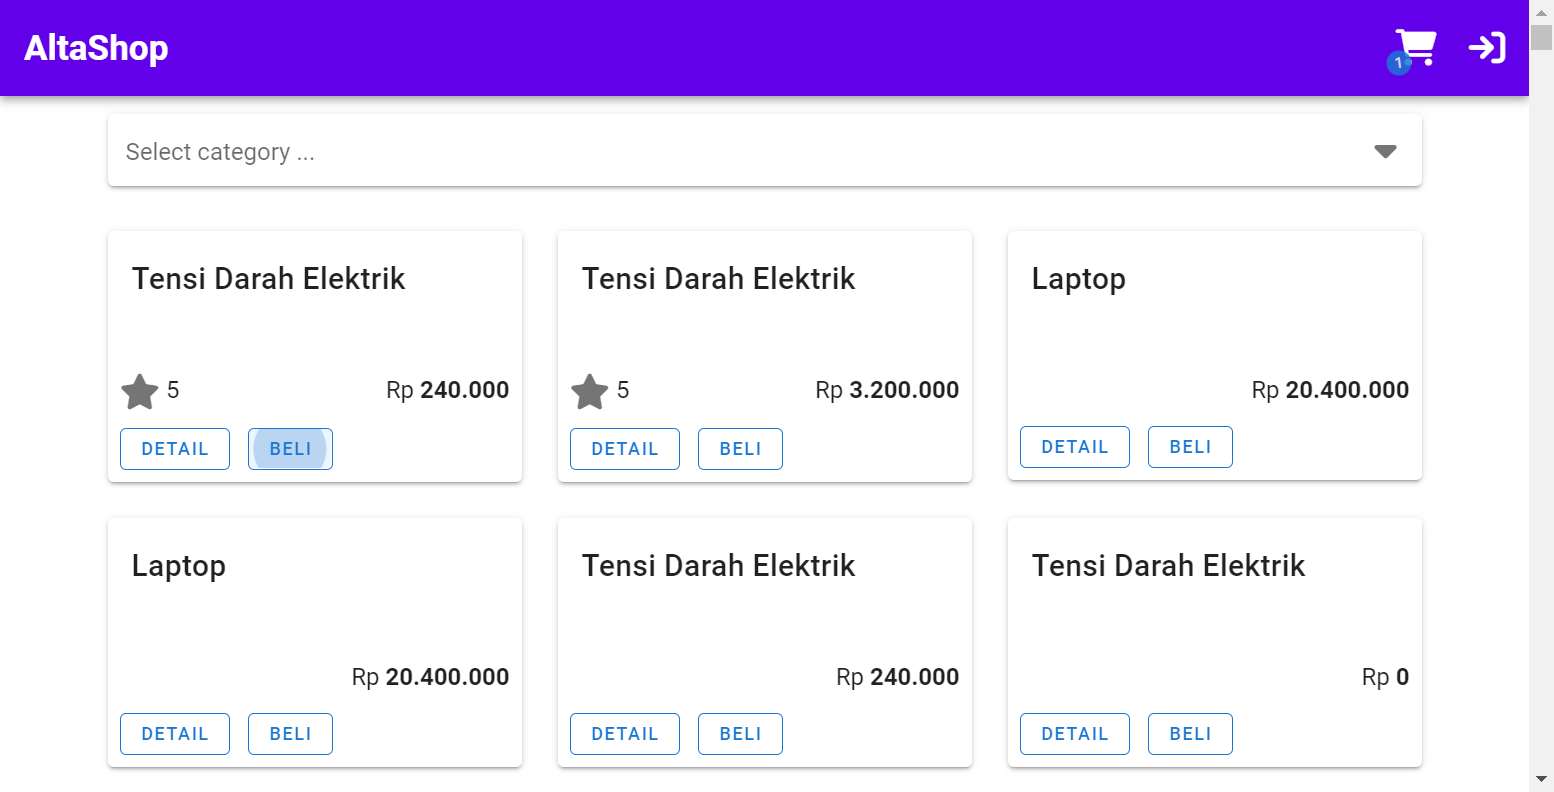 AltaShop
1
Select category ...
Tensi Darah Elektrik
5
Rp 240.000
DETAIL
BELI
Tensi Darah Elektrik
5
Rp 3.200.000
DETAIL
BELI
Laptop
Rp 20.400.000
DETAIL
BELI
Laptop
Rp 20.400.000
DETAIL
BELI
Tensi Darah Elektrik
Rp 240.000
DETAIL
BELI
Tensi Darah Elektrik
Rp 0
DETAIL
BELI